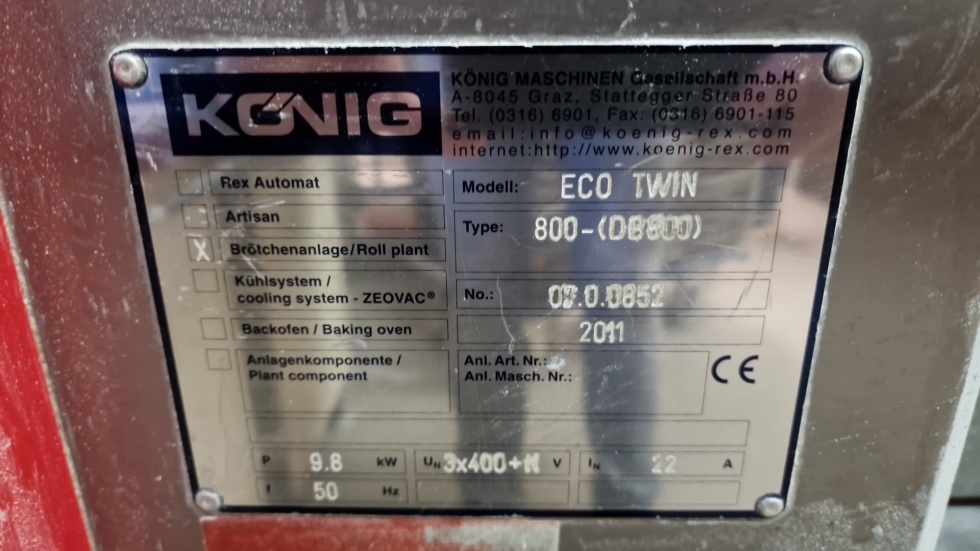 KÖNIG
KÖNIG MASCHINEN Gesellschaft m.b.H.
A-8045 Graz, Stattegger Straße 80
Tel. (0316) 6901, Fax: (0316) 6901-115
email:info@koenig-rex.com
internet:http://www.koenig-rex.com
Rex Automat
Artisan
X Brötchenanlage/Roll plant
Kühlsystem /
cooling system - ZEOVAC®
Backofen / Baking oven
Anlagenkomponente /
Plant component
Modell: ECO TWIN
Type: 800-(DB800)
No.: 07.0.0852
2011
Anl. Art. Nr.:
Anl. Masch. Nr.:
CE
P 9.8 kW UN 3x400+N V IN 22 A
f 50 Hz